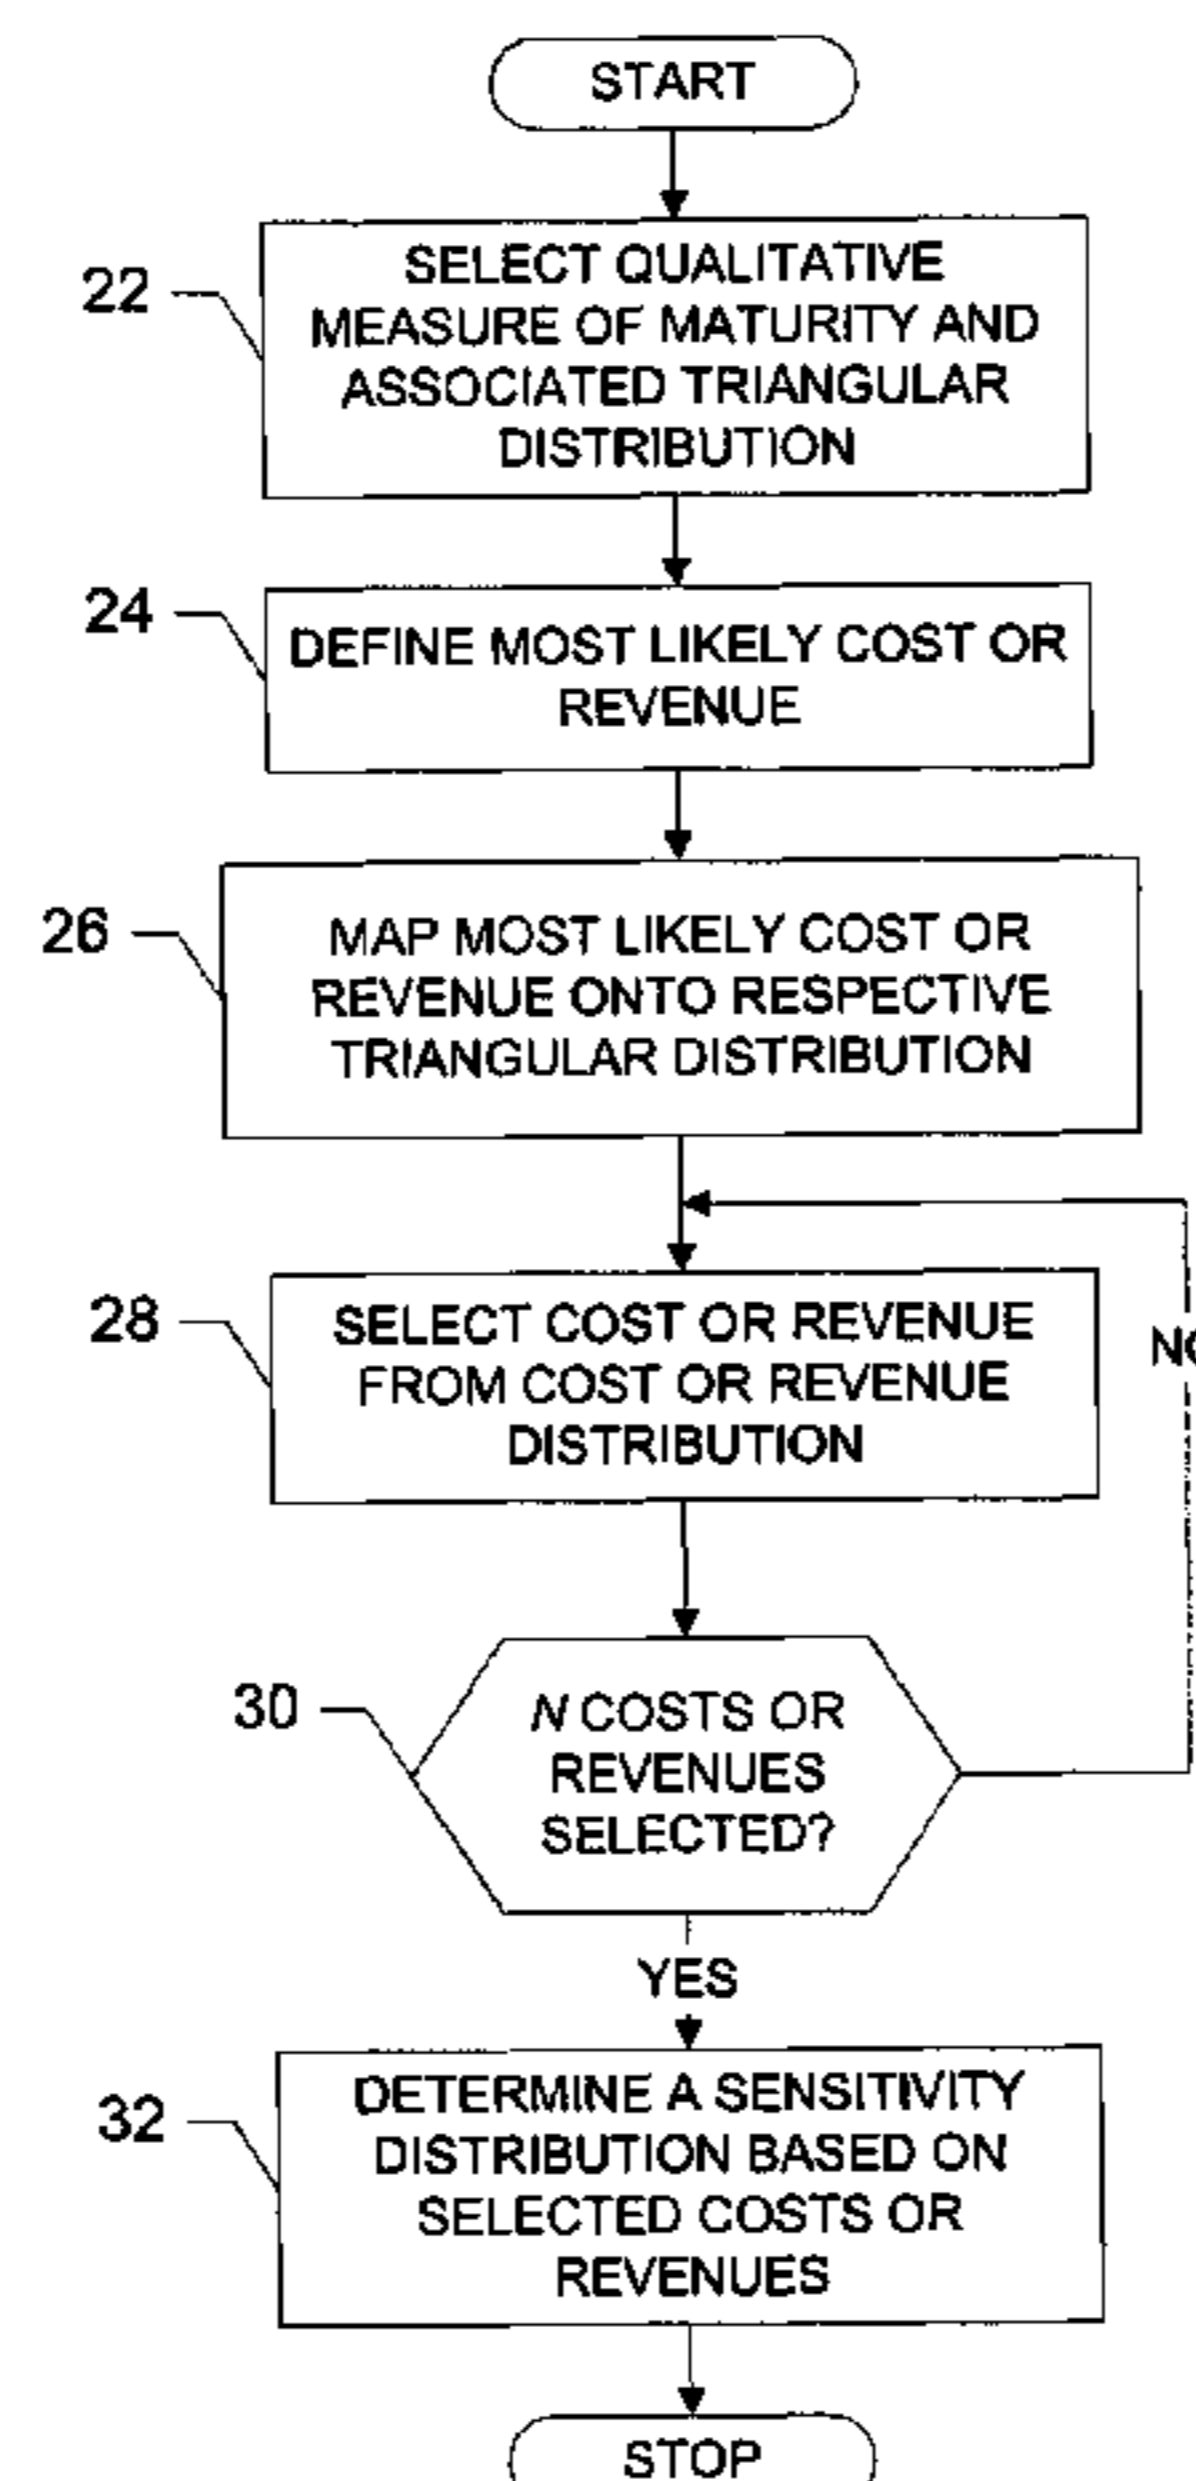 START
22
SELECT QUALITATIVE
MEASURE OF MATURITY AND
ASSOCIATED TRIANGULAR
DISTRIBUTION
24
DEFINE MOST LIKELY COST OR
REVENUE
26
MAP MOST LIKELY COST OR
REVENUE ONTO RESPECTIVE
TRIANGULAR DISTRIBUTION
28
SELECT COST OR REVENUE
FROM COST OR REVENUE
DISTRIBUTION
NO
30
N COSTS OR
REVENUES
SELECTED?
YES
32
DETERMINE A SENSITIVITY
DISTRIBUTION BASED ON
SELECTED COSTS OR
REVENUES
STOP